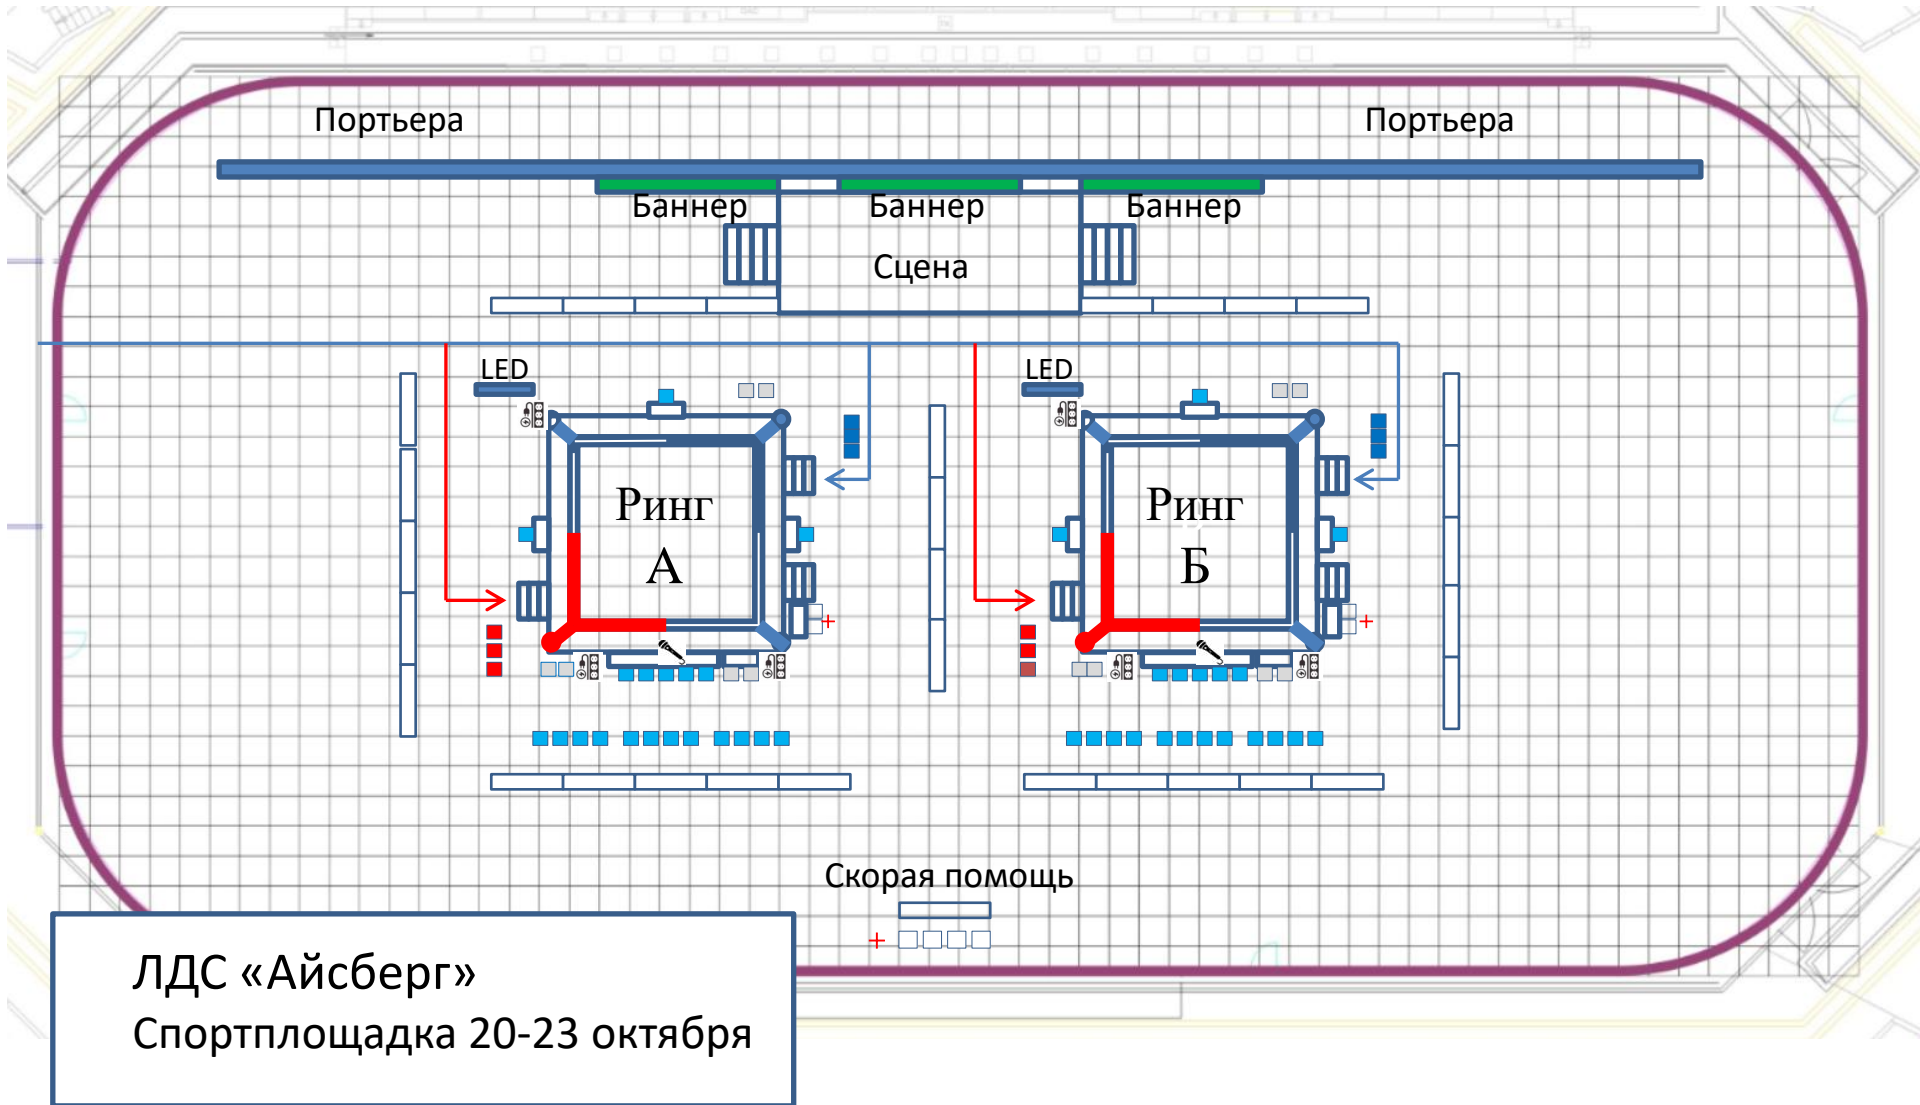 Портьера
Портьера
Баннер
Баннер
Баннер
Сцена
LED
LED
Ринг
А
Ринг
Б
Скорая помощь
ЛДС «Айсберг»
Спортплощадка 20-23 октября